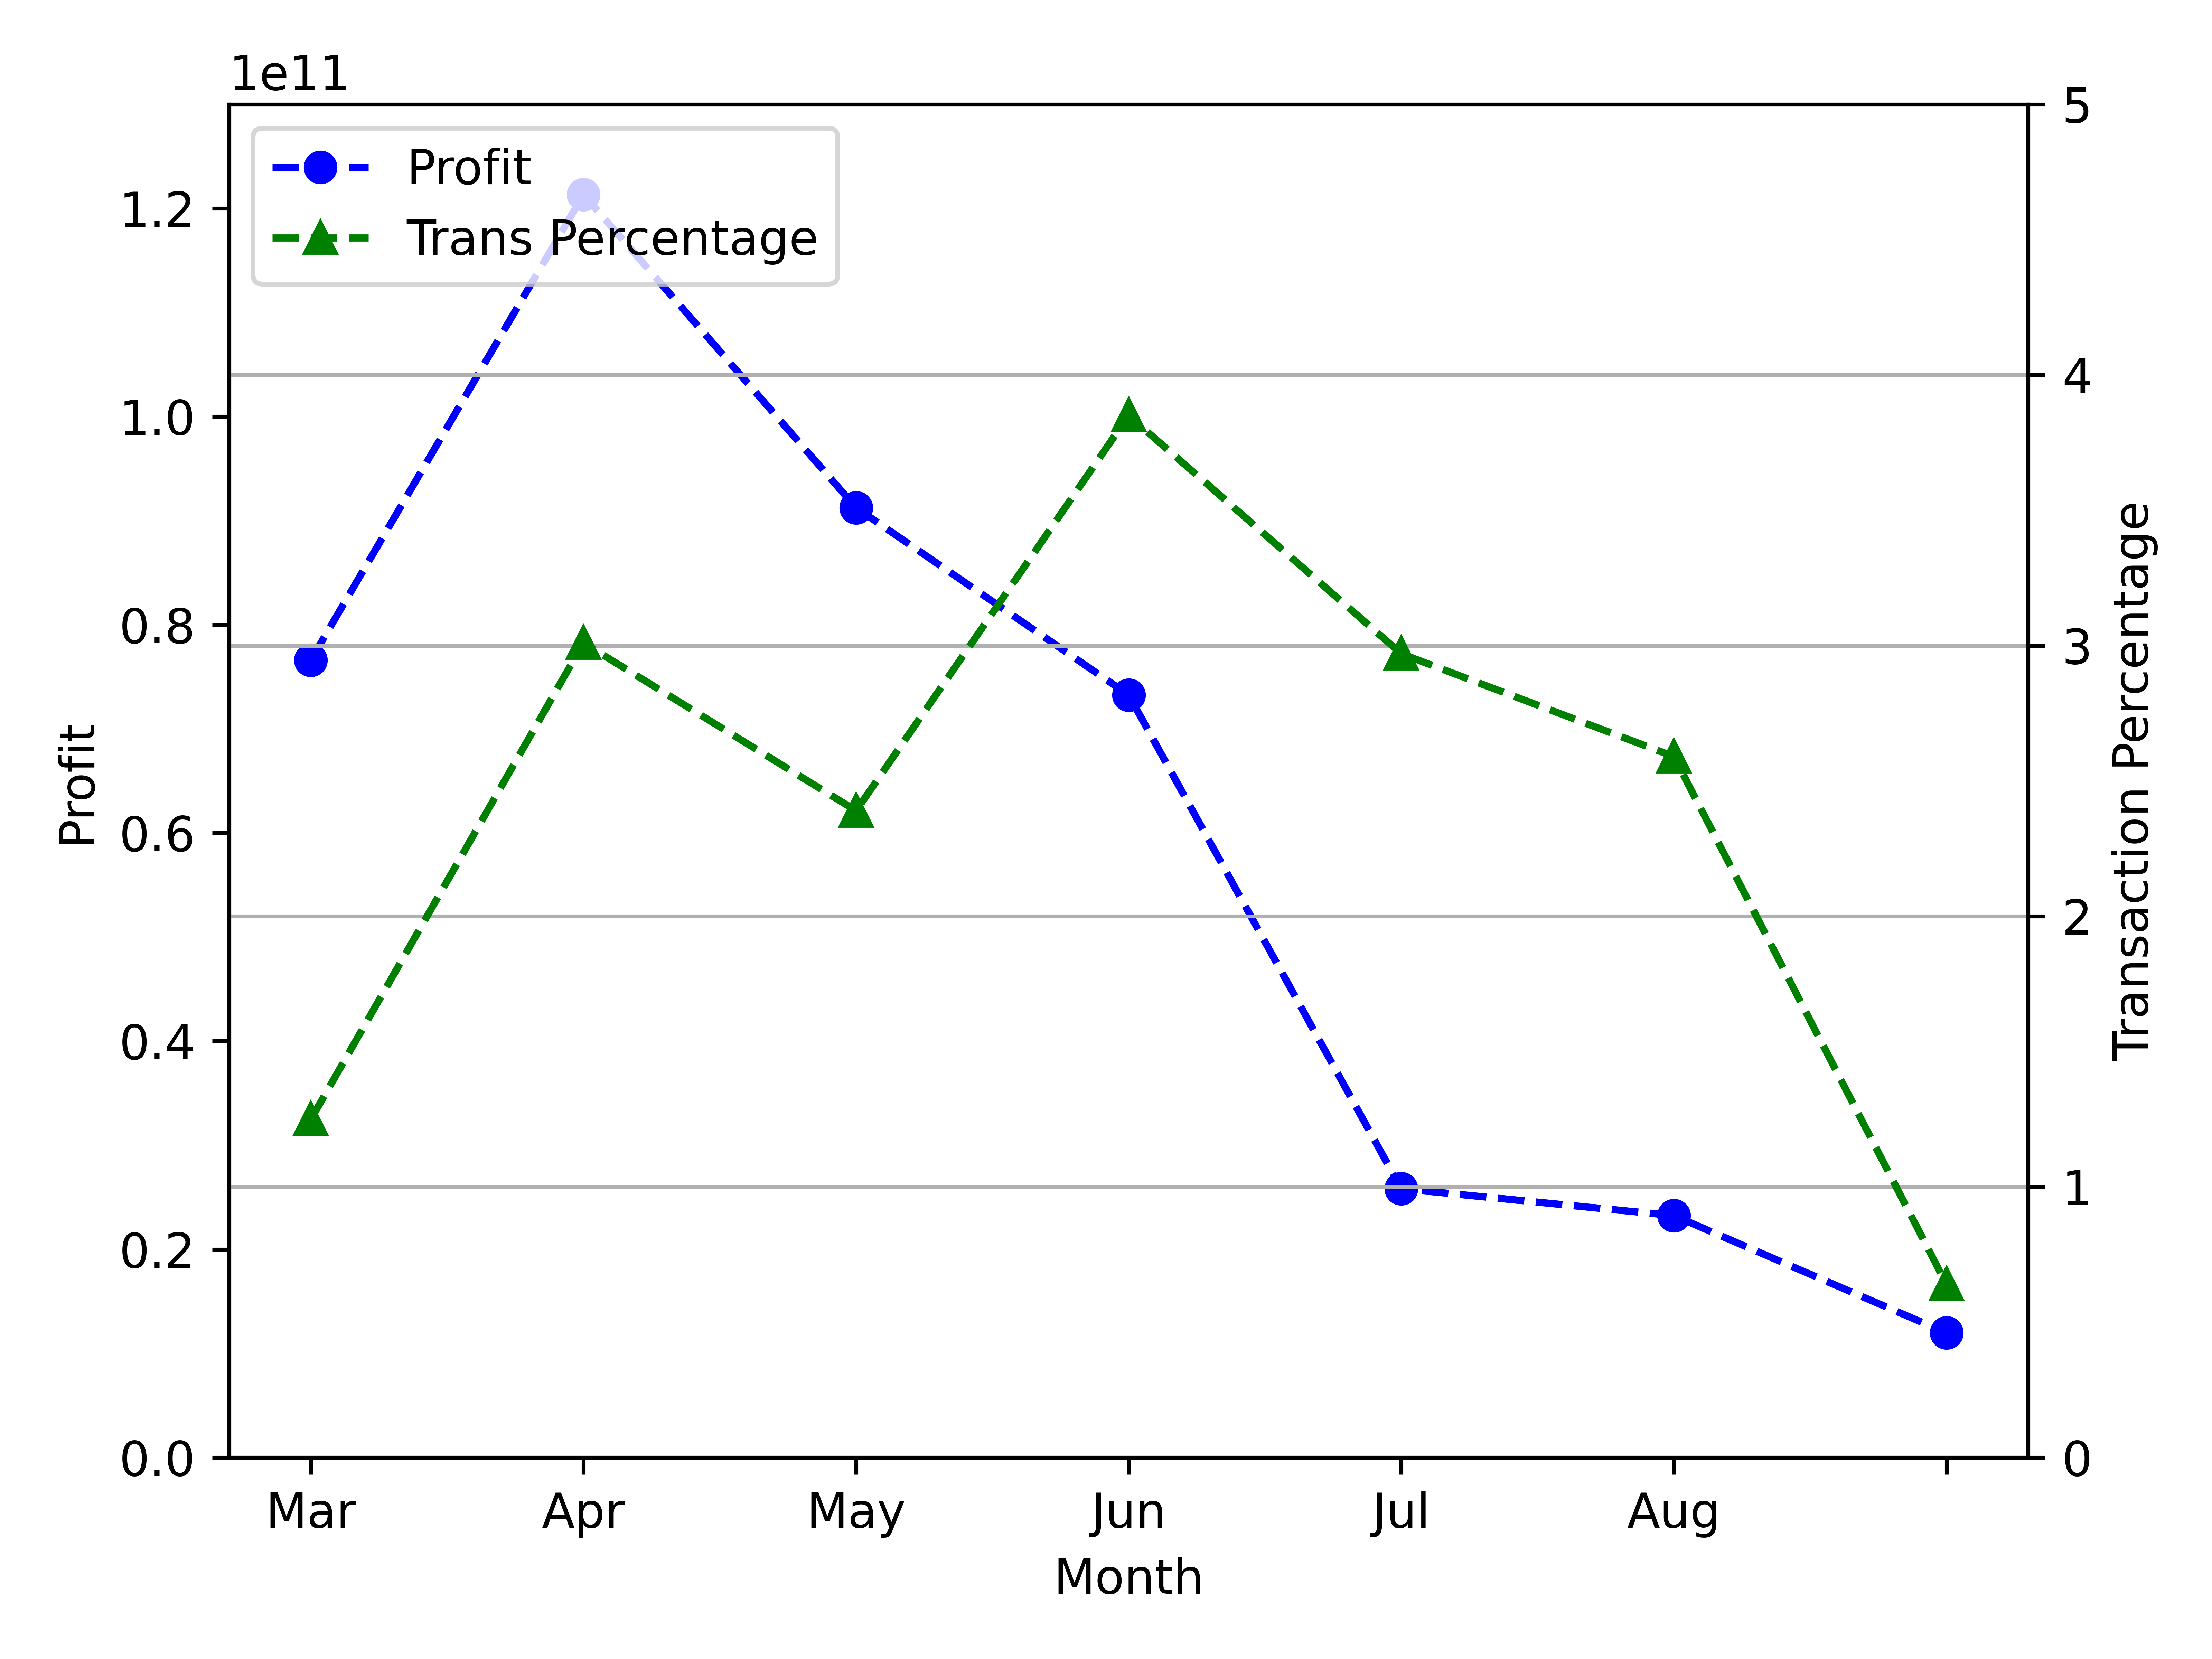 1e11
Profit
Trans Percentage
1.2
1.0
0.8
0.6
0.4
0.2
0.0
Profit
5
4
3
2
1
0
Transaction Percentage
Mar Apr May Jun Jul Aug
Month